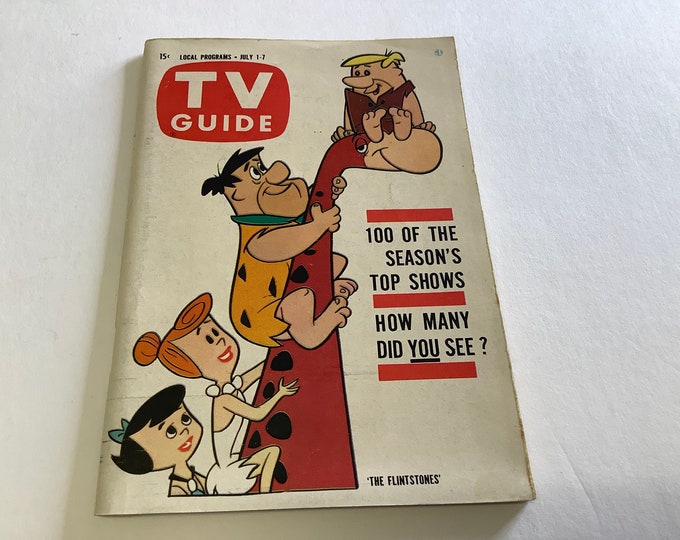 15¢ LOCAL PROGRAMS • JULY 1-7
TV
GUIDE
100 OF THE
SEASON'S
TOP SHOWS
HOW MANY
DID YOU SEE?
'THE FLINTSTONES'